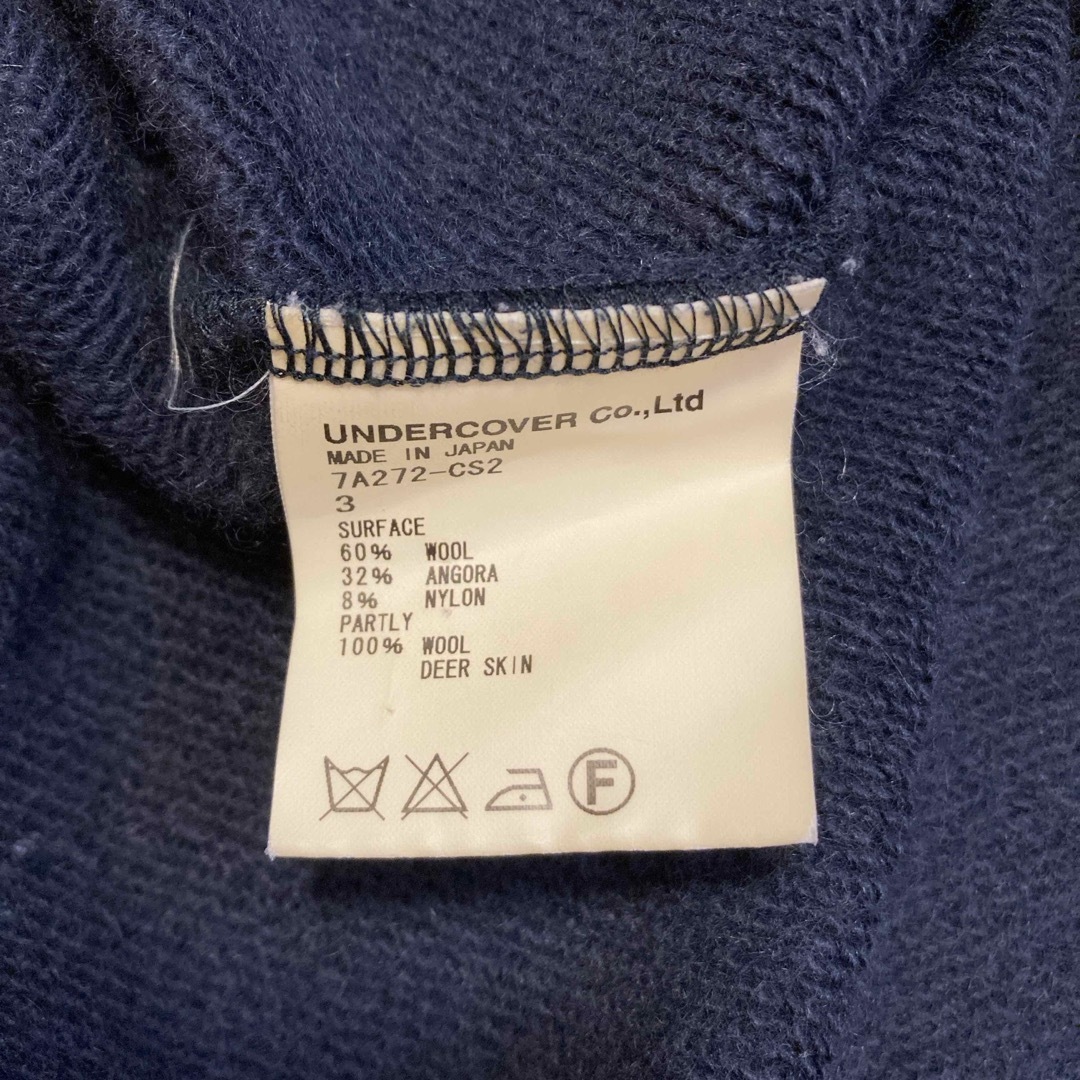 UNDERCOVER Co.,Ltd
MADE IN JAPAN
7A272-CS2
3
SURFACE
60% WOOL
32% ANGORA
8% NYLON
PARTLY
100% WOOL
DEER SKIN
F